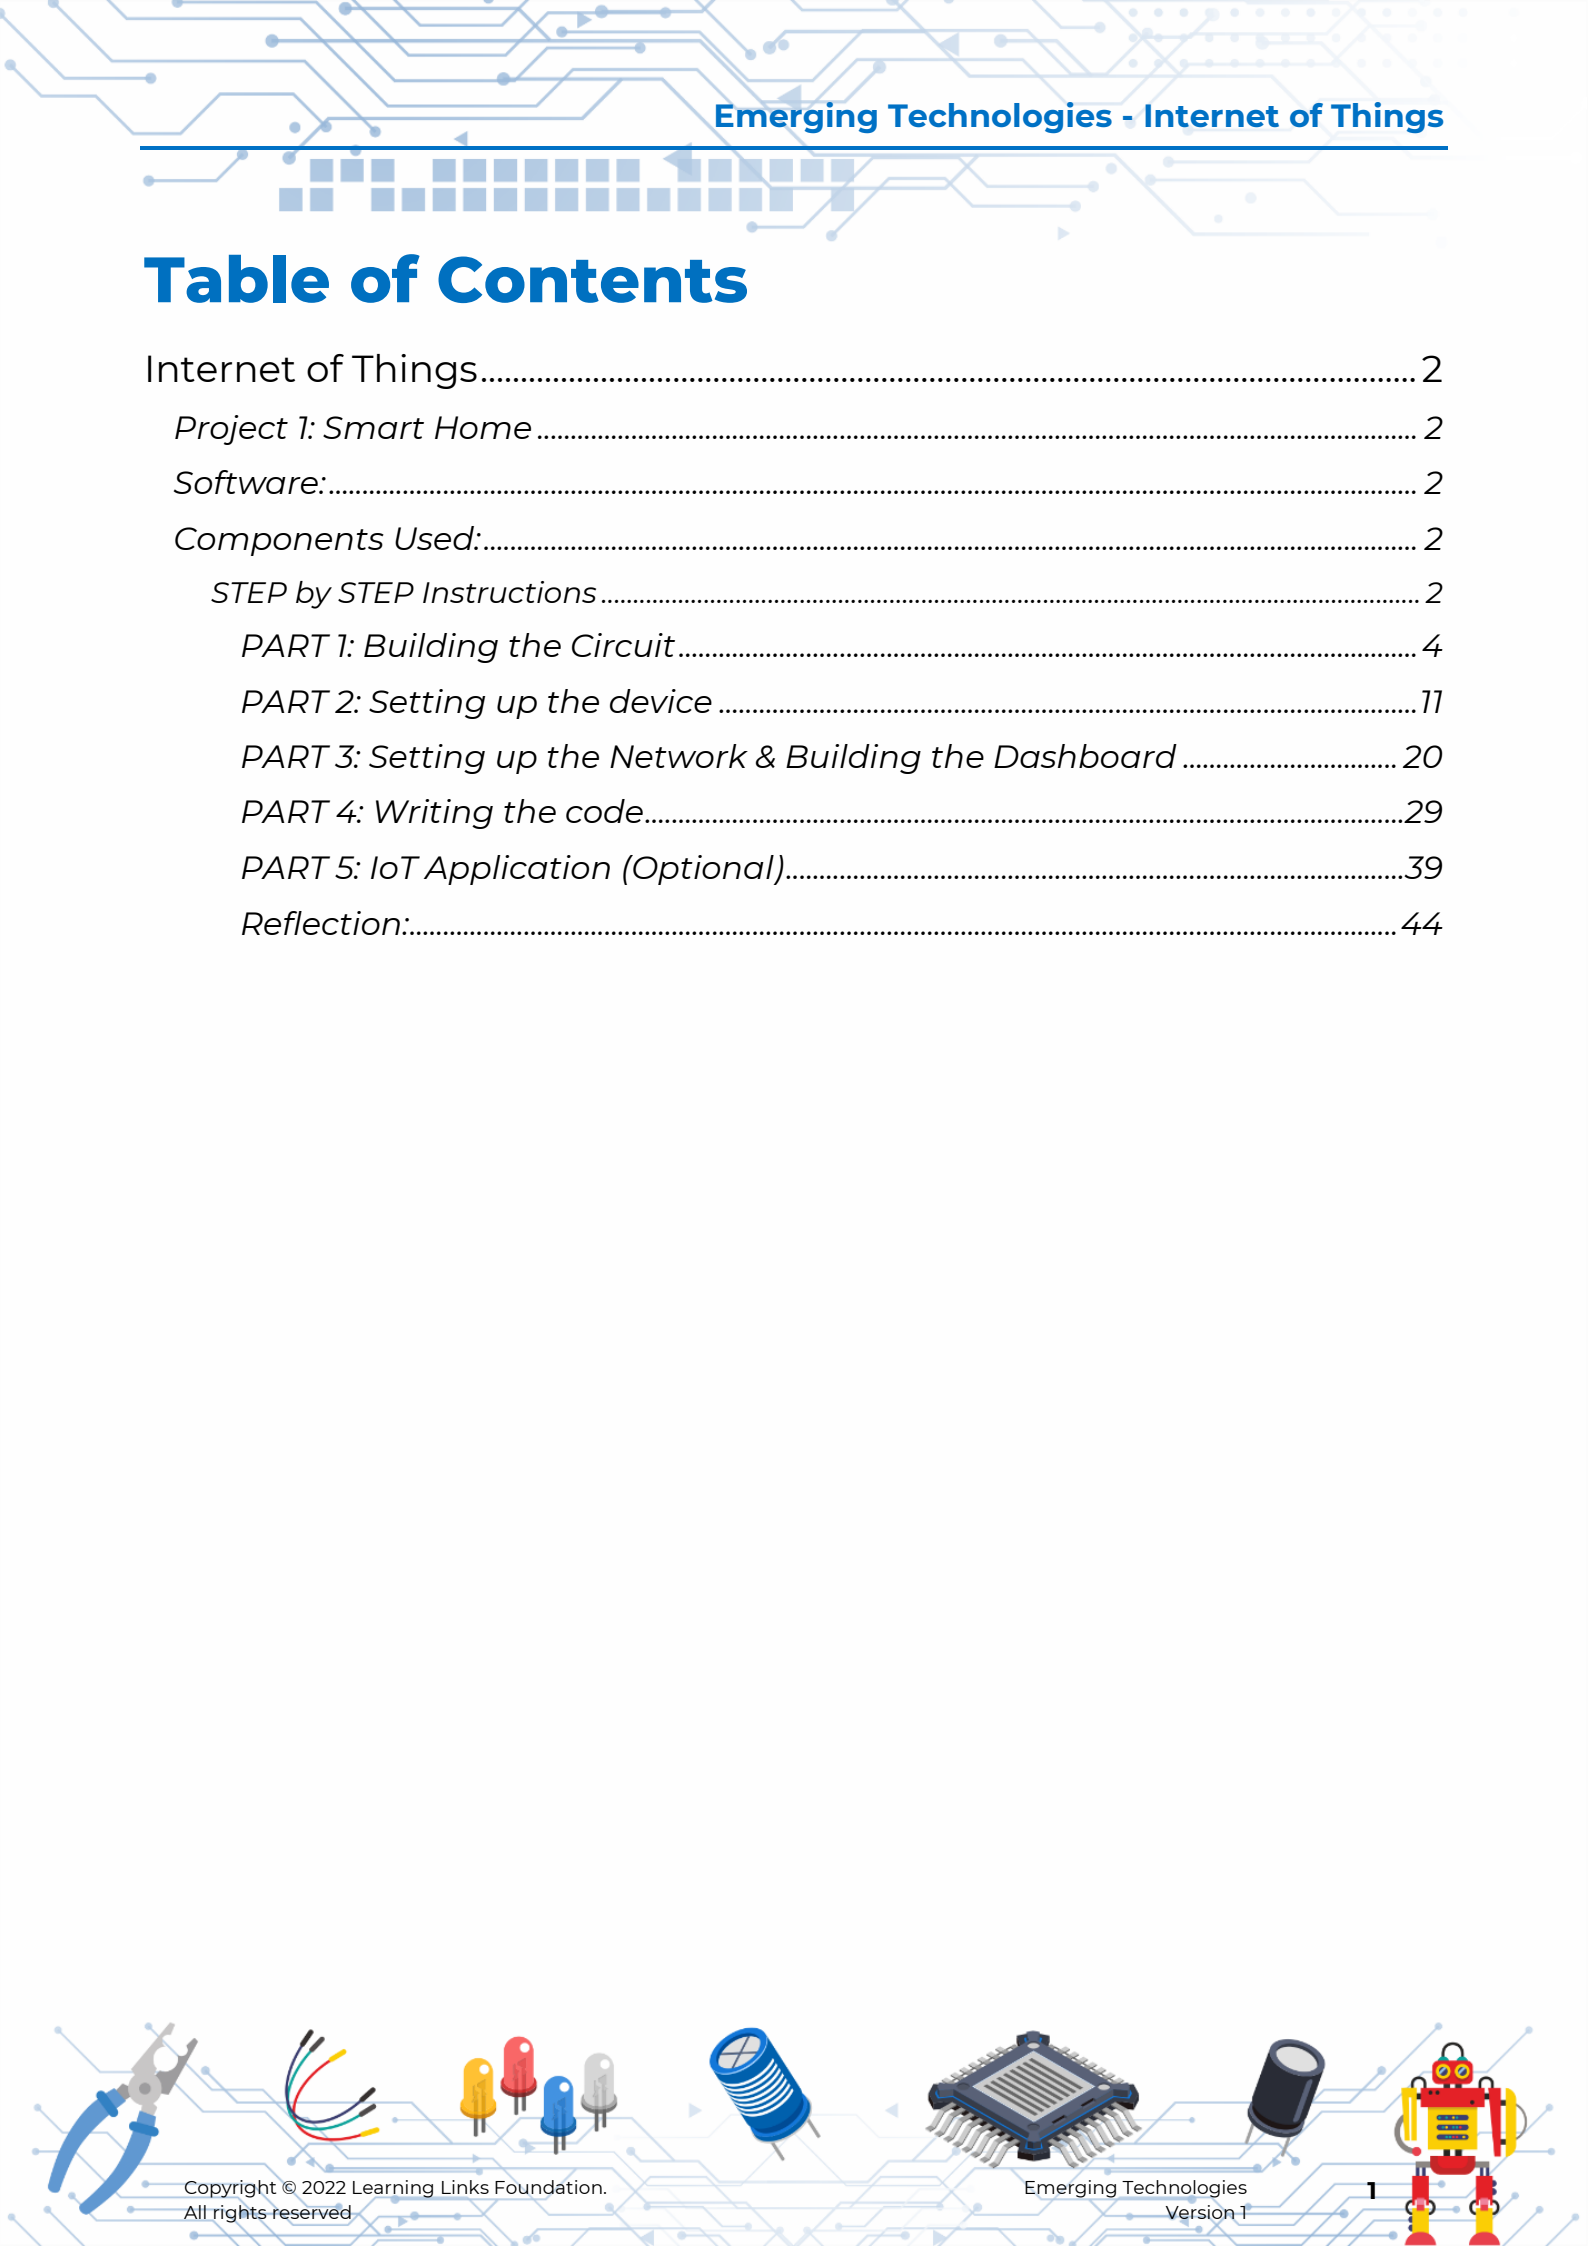 Emerging Technologies - Internet of Things
Table of Contents
Internet of Things 2
Project 1: Smart Home 2
Software: 2
Components Used: 2
STEP by STEP Instructions 2
PART 1: Building the Circuit 4
PART 2: Setting up the device 11
PART 3: Setting up the Network & Building the Dashboard 20
PART 4: Writing the code 29
PART 5: IoT Application (Optional) 39
Reflection: 44
Copyright © 2022 Learning Links Foundation.
All rights reserved
Emerging Technologies
Version 1
1